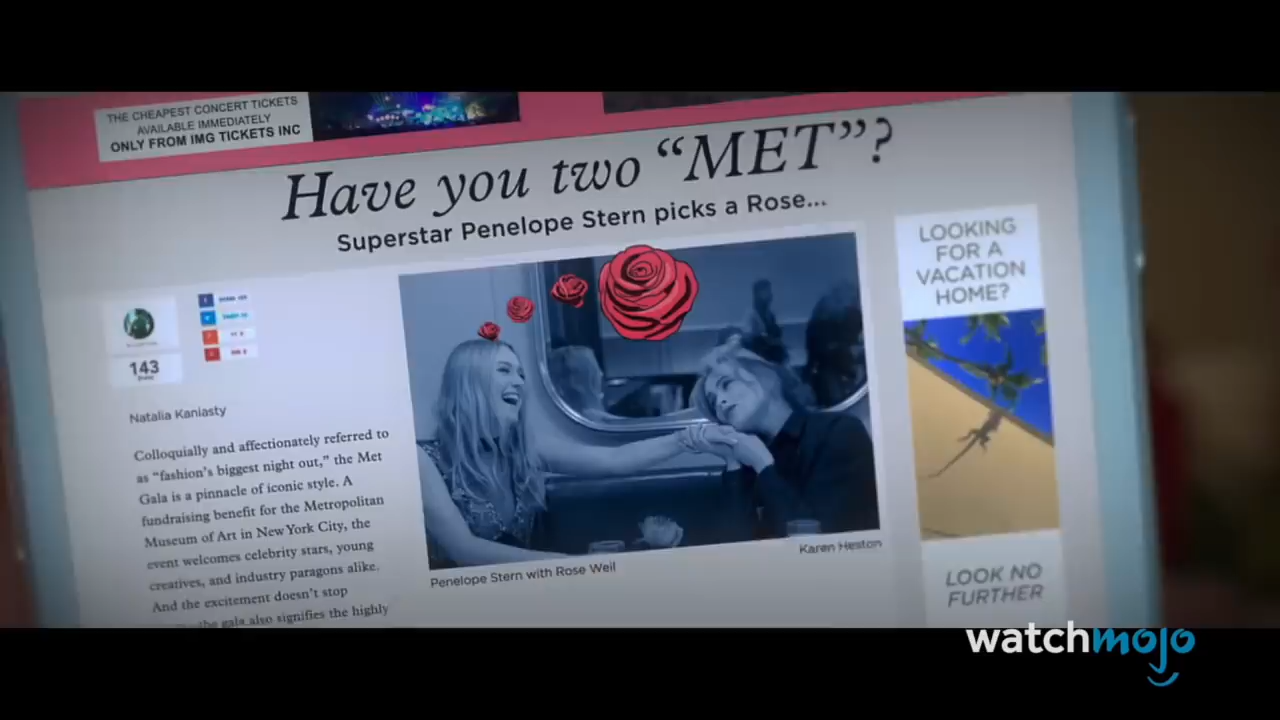 THE CHEAPEST CONCERT TICKETS
AVAILABLE IMMEDIATELY
ONLY FROM IMG TICKETS INC
Have you two “MET”?
Superstar Penelope Stern picks a Rose...
143
Natalia Kaniasty
Colloquially and affectionately referred to
as “fashion’s biggest night out,” the Met
Gala is a pinnacle of iconic style. A
fundraising benefit for the Metropolitan
Museum of Art in New York City, the
event welcomes celebrity stars, young
creatives, and industry paragons alike.
And the excitement doesn’t stop
the gala also signifies the highly
Karen Heston
Penelope Stern with Rose Weil
LOOKING
FOR A
VACATION
HOME?
LOOK NO
FURTHER
watchmojo